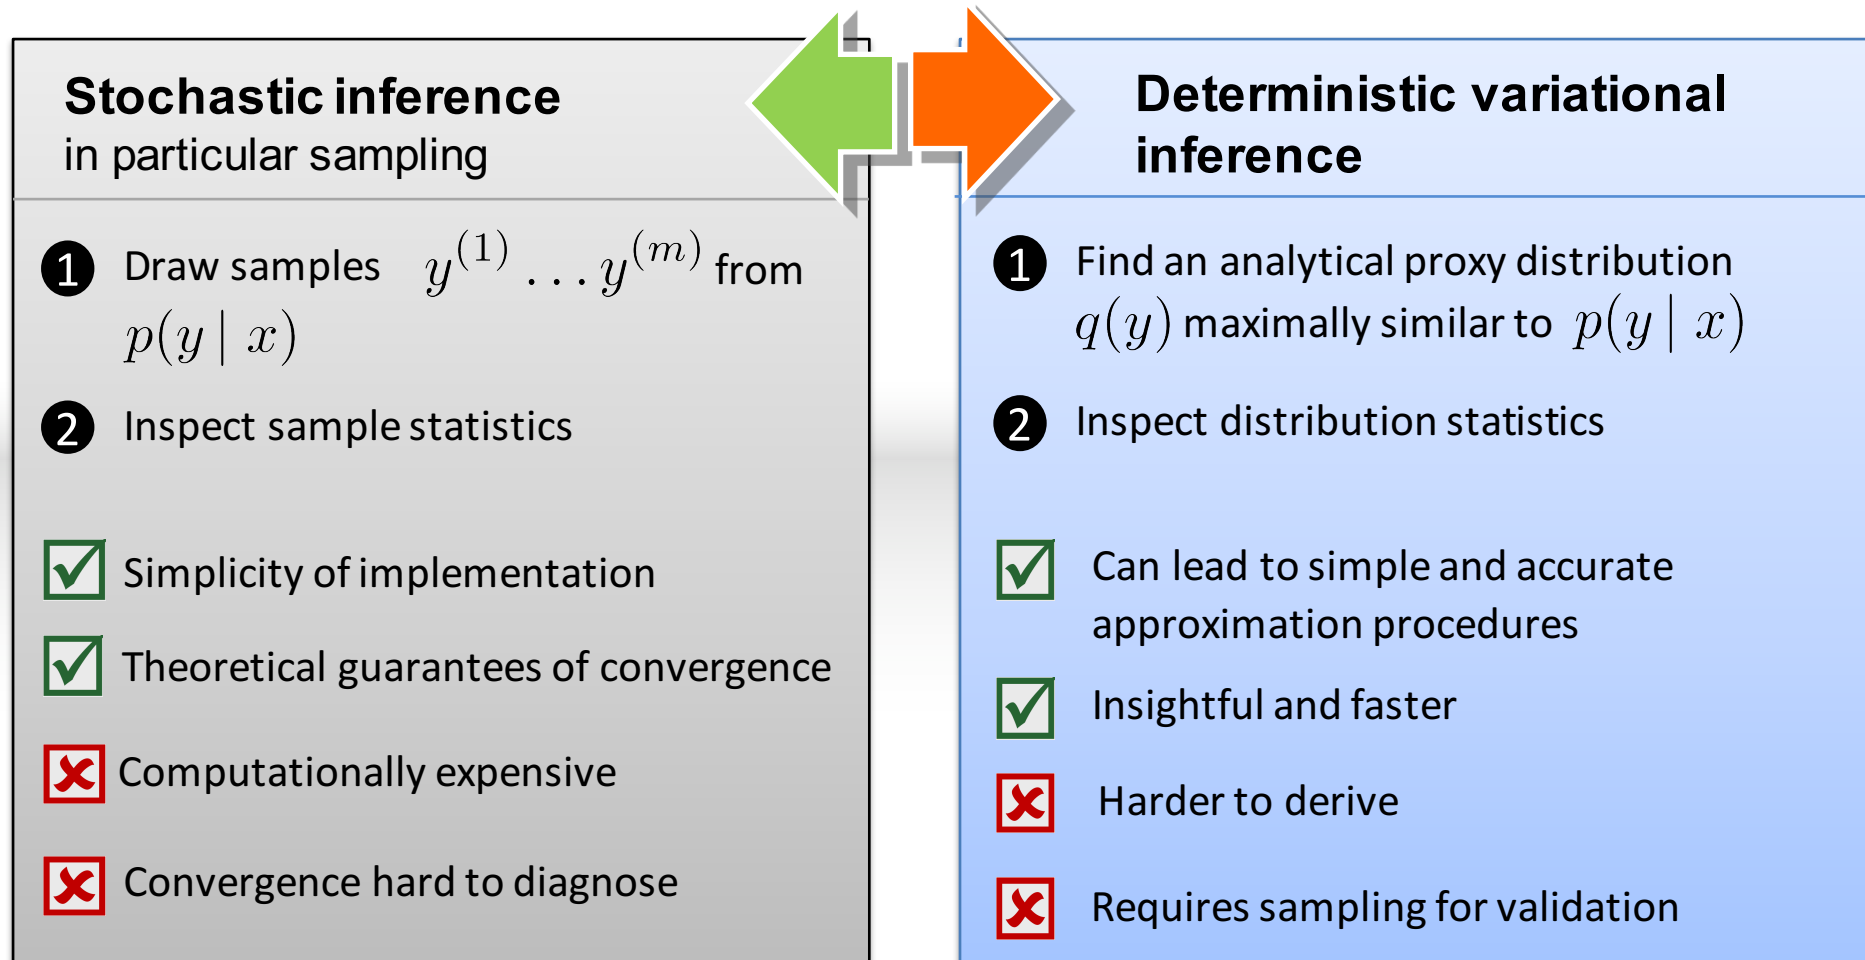 Stochastic inference
in particular sampling
1 Draw samples y^(1) ... y^(m) from
p(y | x)
2 Inspect sample statistics
Simplicity of implementation
Theoretical guarantees of convergence
Computationally expensive
Convergence hard to diagnose
Deterministic variational
inference
1 Find an analytical proxy distribution
q(y) maximally similar to p(y | x)
2 Inspect distribution statistics
Can lead to simple and accurate
approximation procedures
Insightful and faster
Harder to derive
Requires sampling for validation